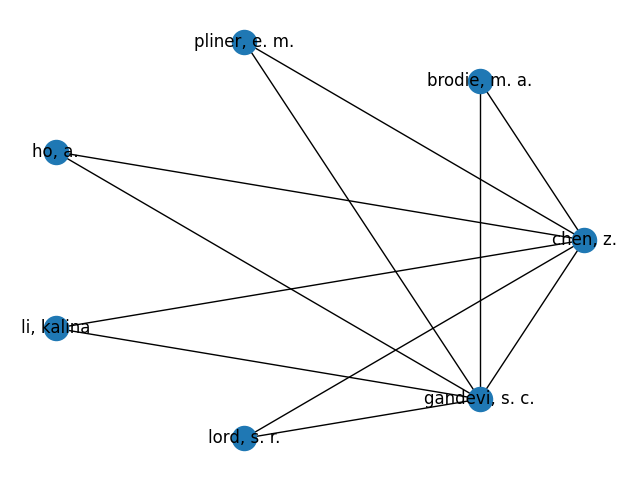 pliner, e. m.
brodie, m. a.
ho, a.
chen, z.
li, kalina
gandevi, s. c.
lord, s. r.